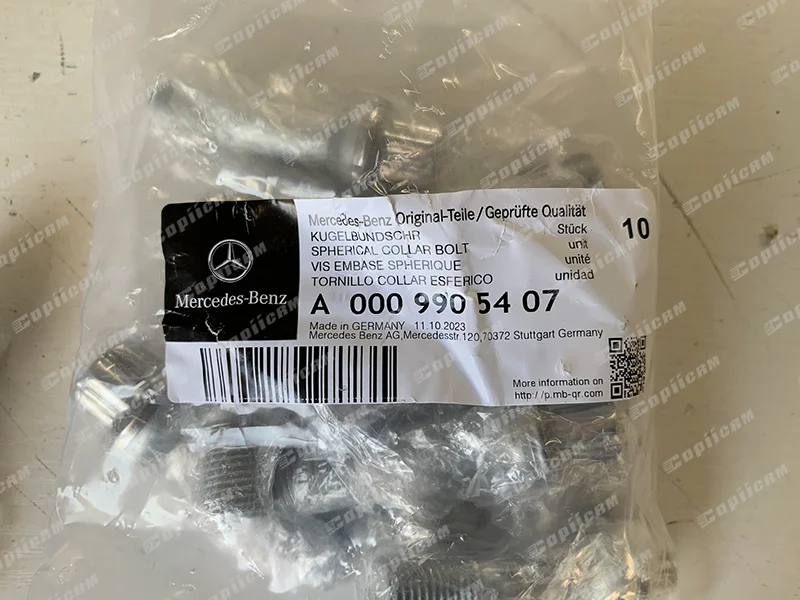 Mercedes-Benz Original-Teile/Geprüfte Qualität
KUGELBUNDSCHR Stück 10
SPHERICAL COLLAR BOLT unit
VIS EMBASE SPHERIQUE unité
TORNILLO COLLAR ESFERICO unidad
Mercedes-Benz
A 000 990 54 07
Made in GERMANY 11.10.2023
Mercedes Benz AG,Mercedesstr.120,70372 Stuttgart Germany
More information on
http://p.mb-qr.com
CopiiCAM